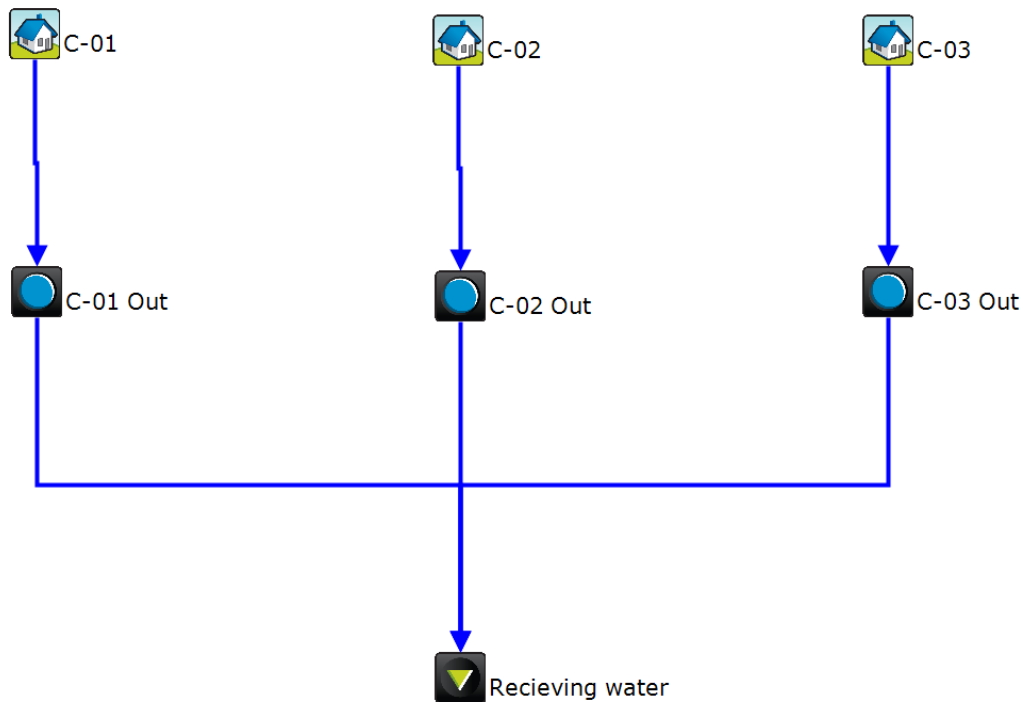 C-01
C-02
C-03
C-01 Out
C-02 Out
C-03 Out
Recieving water